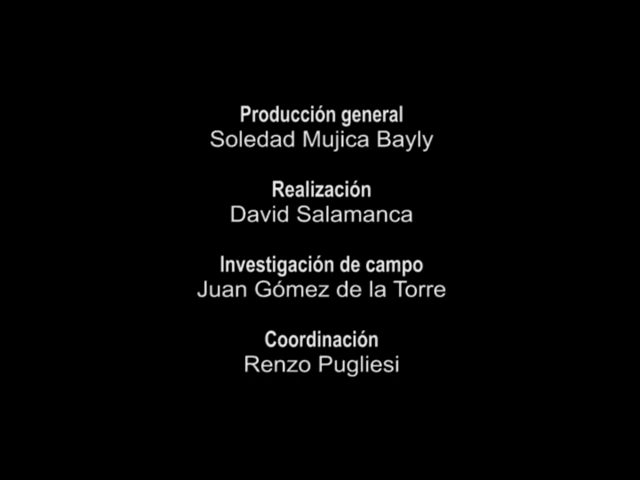 Producción general
Soledad Mujica Bayly
Realización
David Salamanca
Investigación de campo
Juan Gómez de la Torre
Coordinación
Renzo Pugliesi